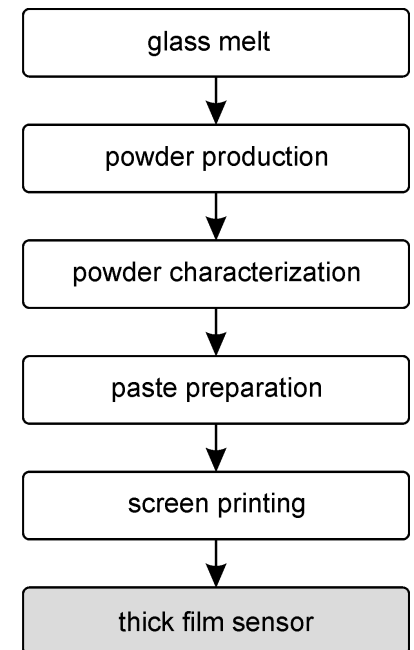 glass melt
powder production
powder characterization
paste preparation
screen printing
thick film sensor